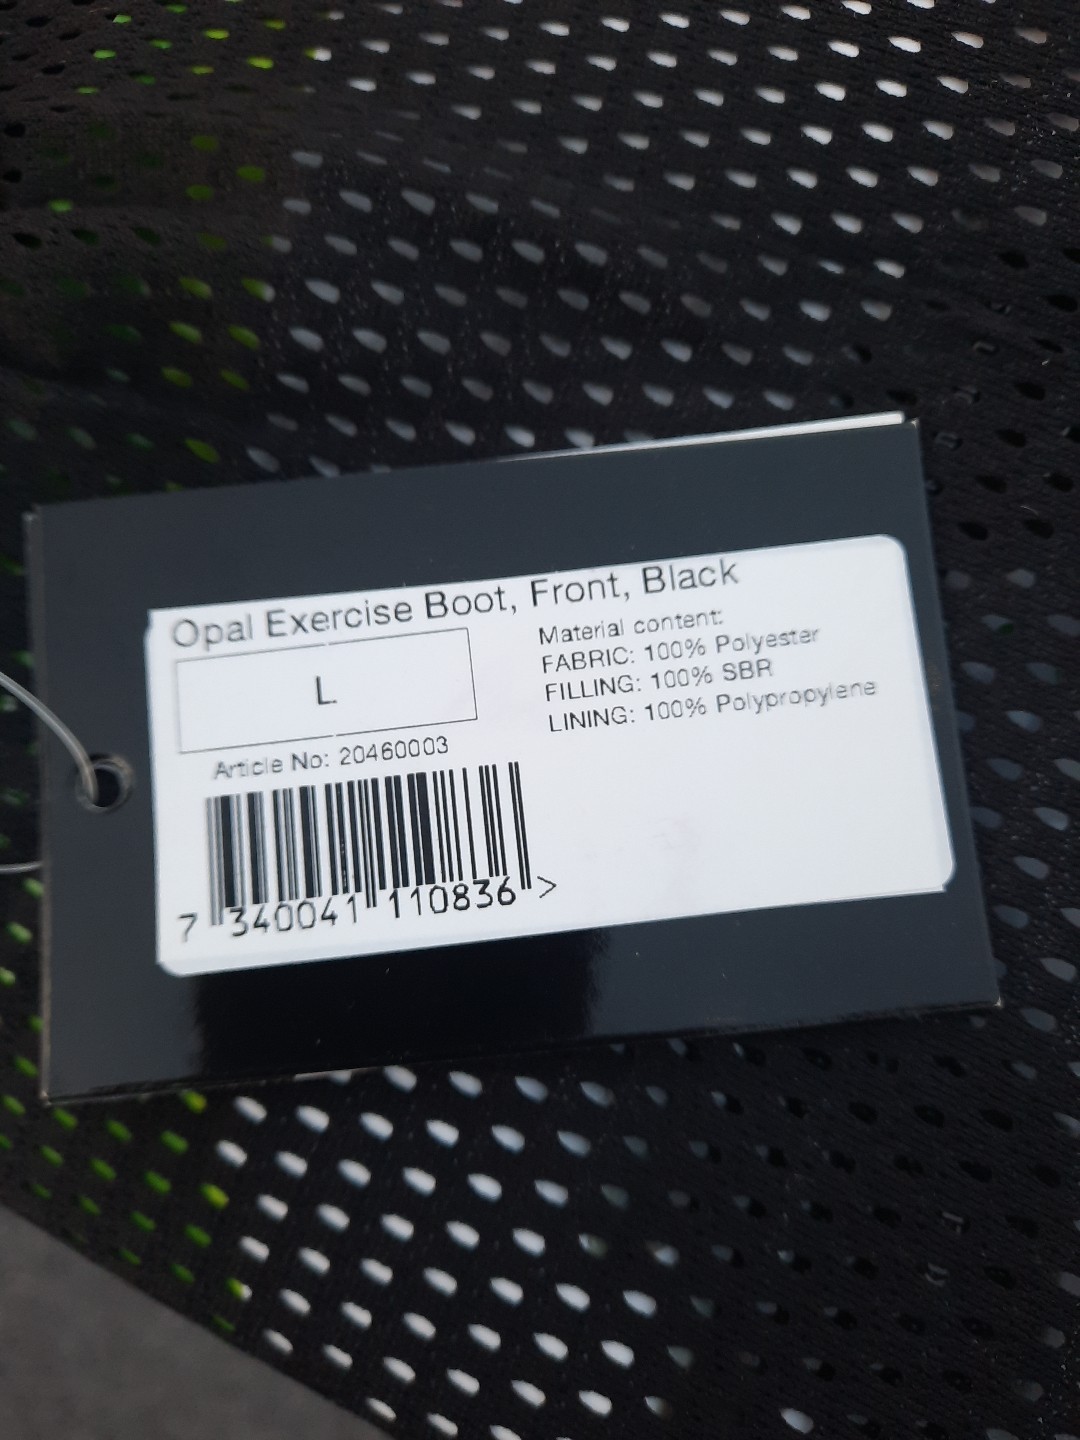 Opal Exercise Boot, Front, Black
L
Article No: 20460003
7 340041 110836 >
Material content:
FABRIC: 100% Polyester
FILLING: 100% SBR
LINING: 100% Polypropylene